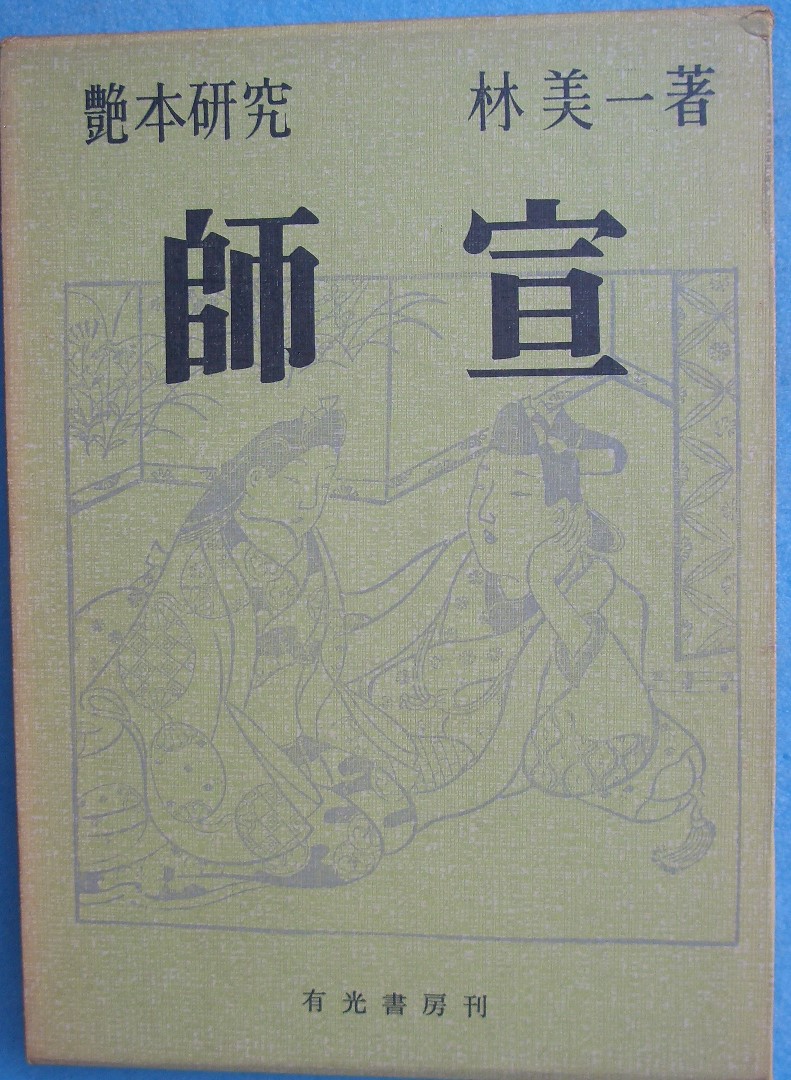 艶本研究 林美一著
師宣
有光書房刊